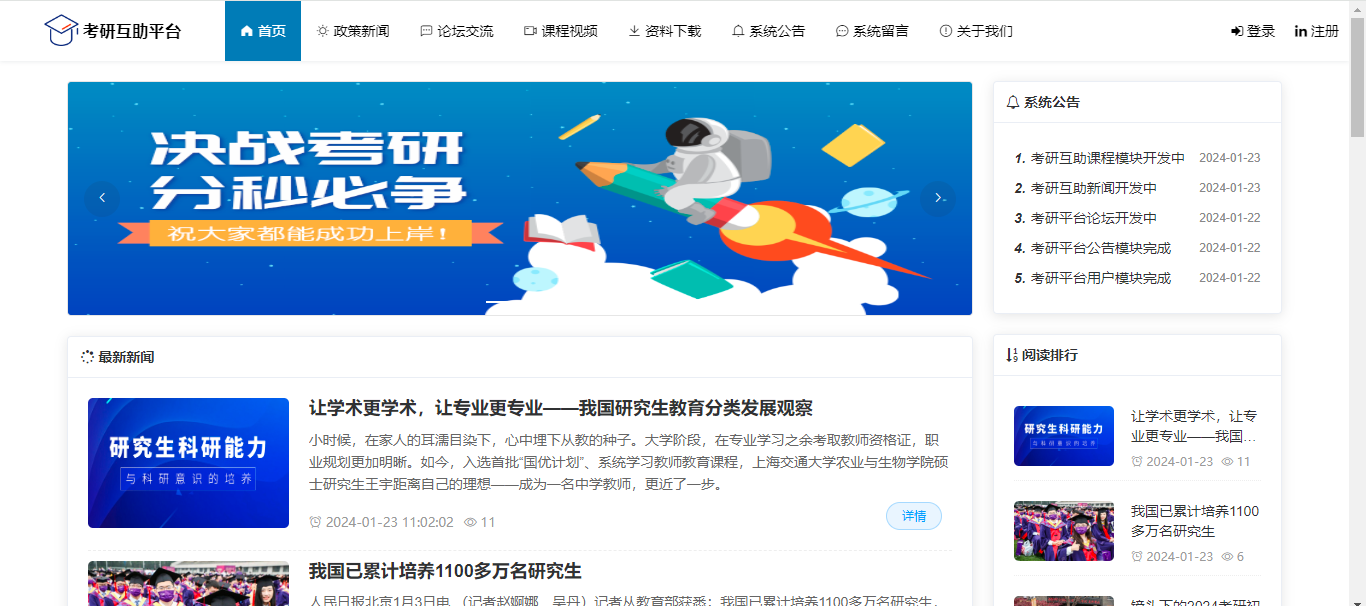 考研互助平台
首页
政策新闻
论坛交流
课程视频
资料下载
系统公告
系统留言
关于我们
登录
in 注册
决战考研
分秒必争
祝大家都能成功上岸！
系统公告
1. 考研互助课程模块开发中 2024-01-23
2. 考研互助新闻开发中 2024-01-23
3. 考研平台论坛开发中 2024-01-22
4. 考研平台公告模块完成 2024-01-22
5. 考研平台用户模块完成 2024-01-22
最新新闻
研究生科研能力
与科研意识的培养
让学术更学术，让专业更专业——我国研究生教育分类发展观察
小时候，在家人的耳濡目染下，心中埋下从教的种子。大学阶段，在专业学习之余考取教师资格证，职
业规划更加明晰。如今，入选首批“国优计划”、系统学习教师教育课程，上海交通大学农业与生物学院硕
士研究生王宇距离自己的理想——成为一名中学教师，更近了一步。
2024-01-23 11:02:02 11
详情
我国已累计培养1100多万名研究生
人民日报北京1月3日电 （记者赵婀娜、吴丹）记者从教育部获悉：我国已累计培养1100多万名研究生，
阅读排行
研究生科研能力
与科研意识的培养
让学术更学术，让专
业更专业——我国...
2024-01-23 11
我国已累计培养1100
多万名研究生
2024-01-23 6
镜头下的2024考研初